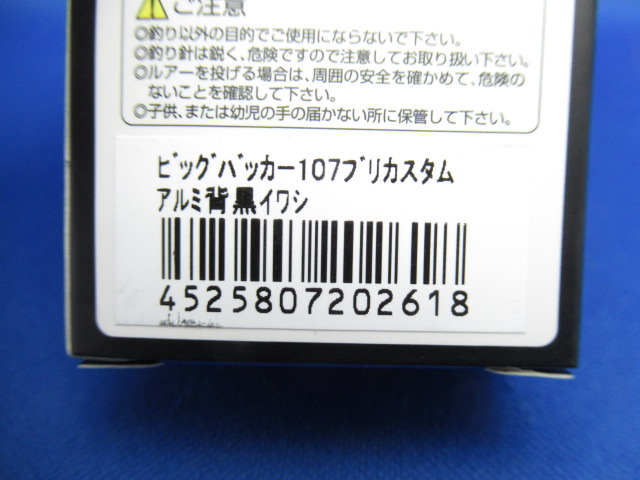 ご注意
◎釣り以外の目的でご使用にならないで下さい。
◎釣り針は鋭く、危険ですので注意してお取り扱い下さい。
◎ルアーを投げる場合は、周囲の安全を確かめて、危険の
ないことを確認して下さい。
◎子供、または幼児の手の届かない所に保管して下さい。
ﾋﾞｯｸﾞﾊﾞｯカー107ﾌﾞﾘカスタム
アルミ背黒イワシ
4525807202618